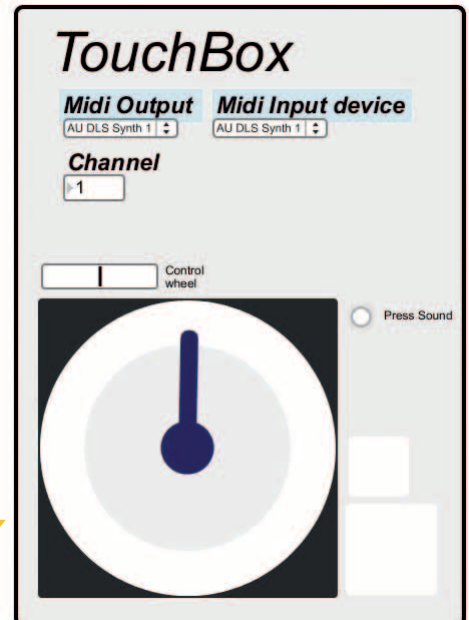 TouchBox
Midi Output Midi Input device
AU DLS Synth 1 AU DLS Synth 1
Channel
1
Control
wheel
Press Sound